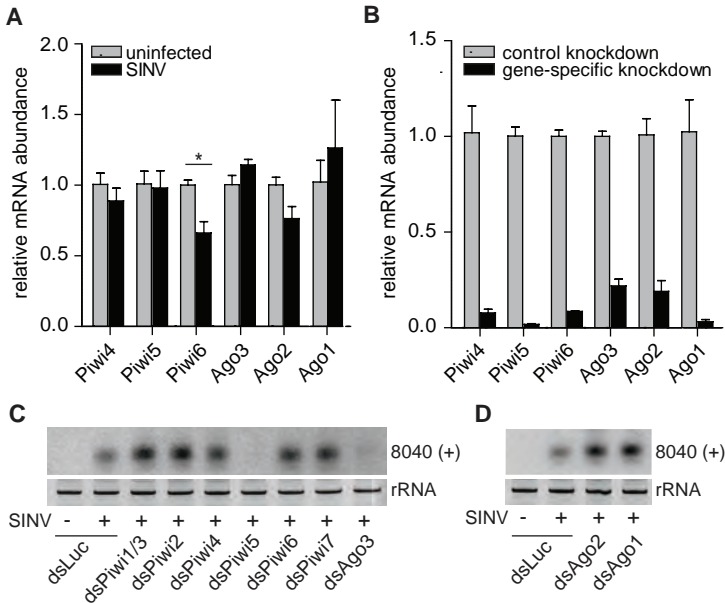 A
relative mRNA abundance
2.0
1.5
1.0
0.5
0.0
uninfected
SINV
*
Piwi4
Piwi5
Piwi6
Ago3
Ago2
Ago1
B
relative mRNA abundance
1.5
1.0
0.5
0.0
control knockdown
gene-specific knockdown
Piwi4
Piwi5
Piwi6
Ago3
Ago2
Ago1
C
8040 (+)
rRNA
SINV - + + + + + + + +
dsLuc
dsPiwi1/3
dsPiwi2
dsPiwi4
dsPiwi5
dsPiwi6
dsPiwi7
dsAgo3
D
8040 (+)
rRNA
SINV - + + +
dsLuc
dsAgo2
dsAgo1